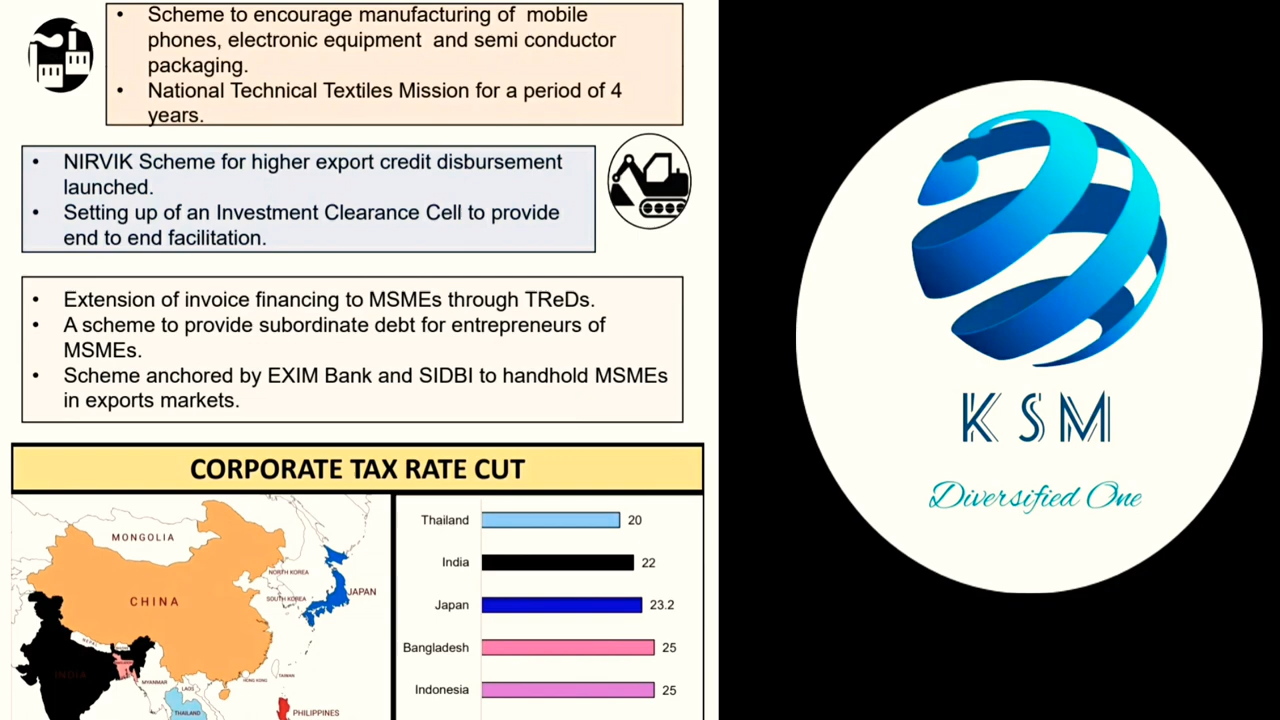 • Scheme to encourage manufacturing of mobile
phones, electronic equipment and semi conductor
packaging.
• National Technical Textiles Mission for a period of 4
years.
• NIRVIK Scheme for higher export credit disbursement
launched.
• Setting up of an Investment Clearance Cell to provide
end to end facilitation.
• Extension of invoice financing to MSMEs through TReDs.
• A scheme to provide subordinate debt for entrepreneurs of
MSMEs.
• Scheme anchored by EXIM Bank and SIDBI to handhold MSMEs
in exports markets.
CORPORATE TAX RATE CUT
MONGOLIA
NORTH KOREA
SOUTH KOREA
JAPAN
CHINA
NEPAL
INDIA
MYANMAR
LAOS
HONG KONG
TAIWAN
THAILAND
PHILIPPINES
Thailand 20
India 22
Japan 23.2
Bangladesh 25
Indonesia 25
KSM
Diversified One